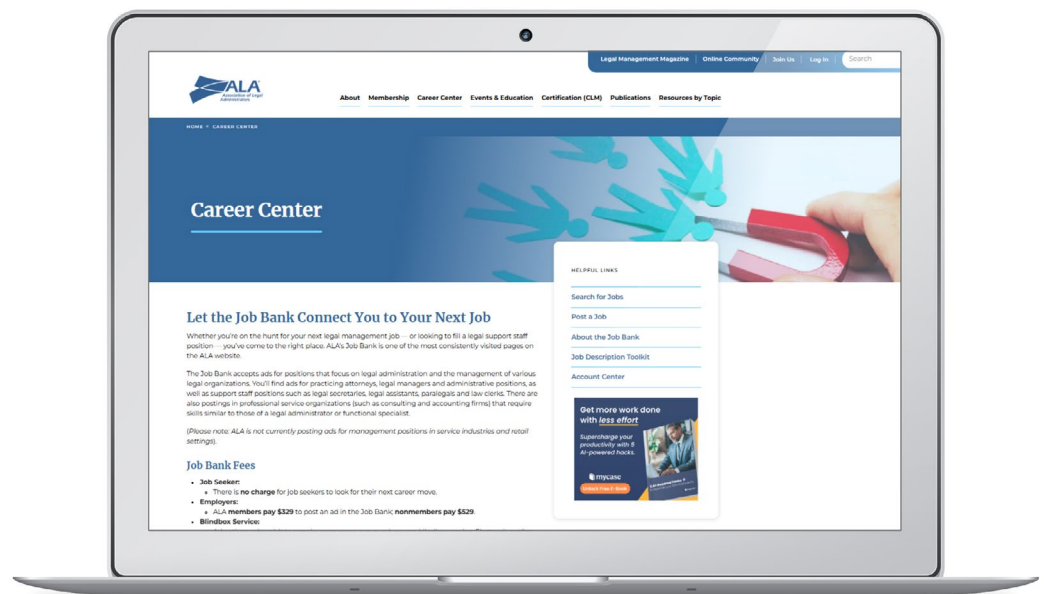 Legal Management Magazine | Online Community | Join Us | Log In | Search
ALA
Association of Legal
Administrators
About Membership Career Center Events & Education Certification (CLM) Publications Resources by Topic
HOME CAREER CENTER
Career Center
HELPFUL LINKS
Search for Jobs
Post a Job
About the Job Bank
Job Description Toolkit
Account Center
Let the Job Bank Connect You to Your Next Job
Whether you're on the hunt for your next legal management job — or looking to fill a legal support staff
position — you've come to the right place. ALA's Job Bank is one of the most consistently visited pages on
the ALA website.
The Job Bank accepts ads for positions that focus on legal administration and the management of various
legal organizations. You'll find ads for practicing attorneys, legal managers and administrative positions, as
well as support staff positions such as legal secretaries, legal assistants, paralegals and law clerks. There are
also postings in professional service organizations (such as consulting and accounting firms) that require
skills similar to those of a legal administrator or functional specialist.
(Please note: ALA is not currently posting ads for management positions in service industries and retail
settings).
Job Bank Fees
• Job Seeker:
There is no charge for job seekers to look for their next career move.
• Employers:
ALA members pay $329 to post an ad in the Job Bank; nonmembers pay $529.
• Blindbox Service:
Get more work done
with less effort
Supercharge your
productivity with 5
AI-powered hacks.
mycase
Unlock Free E-Book